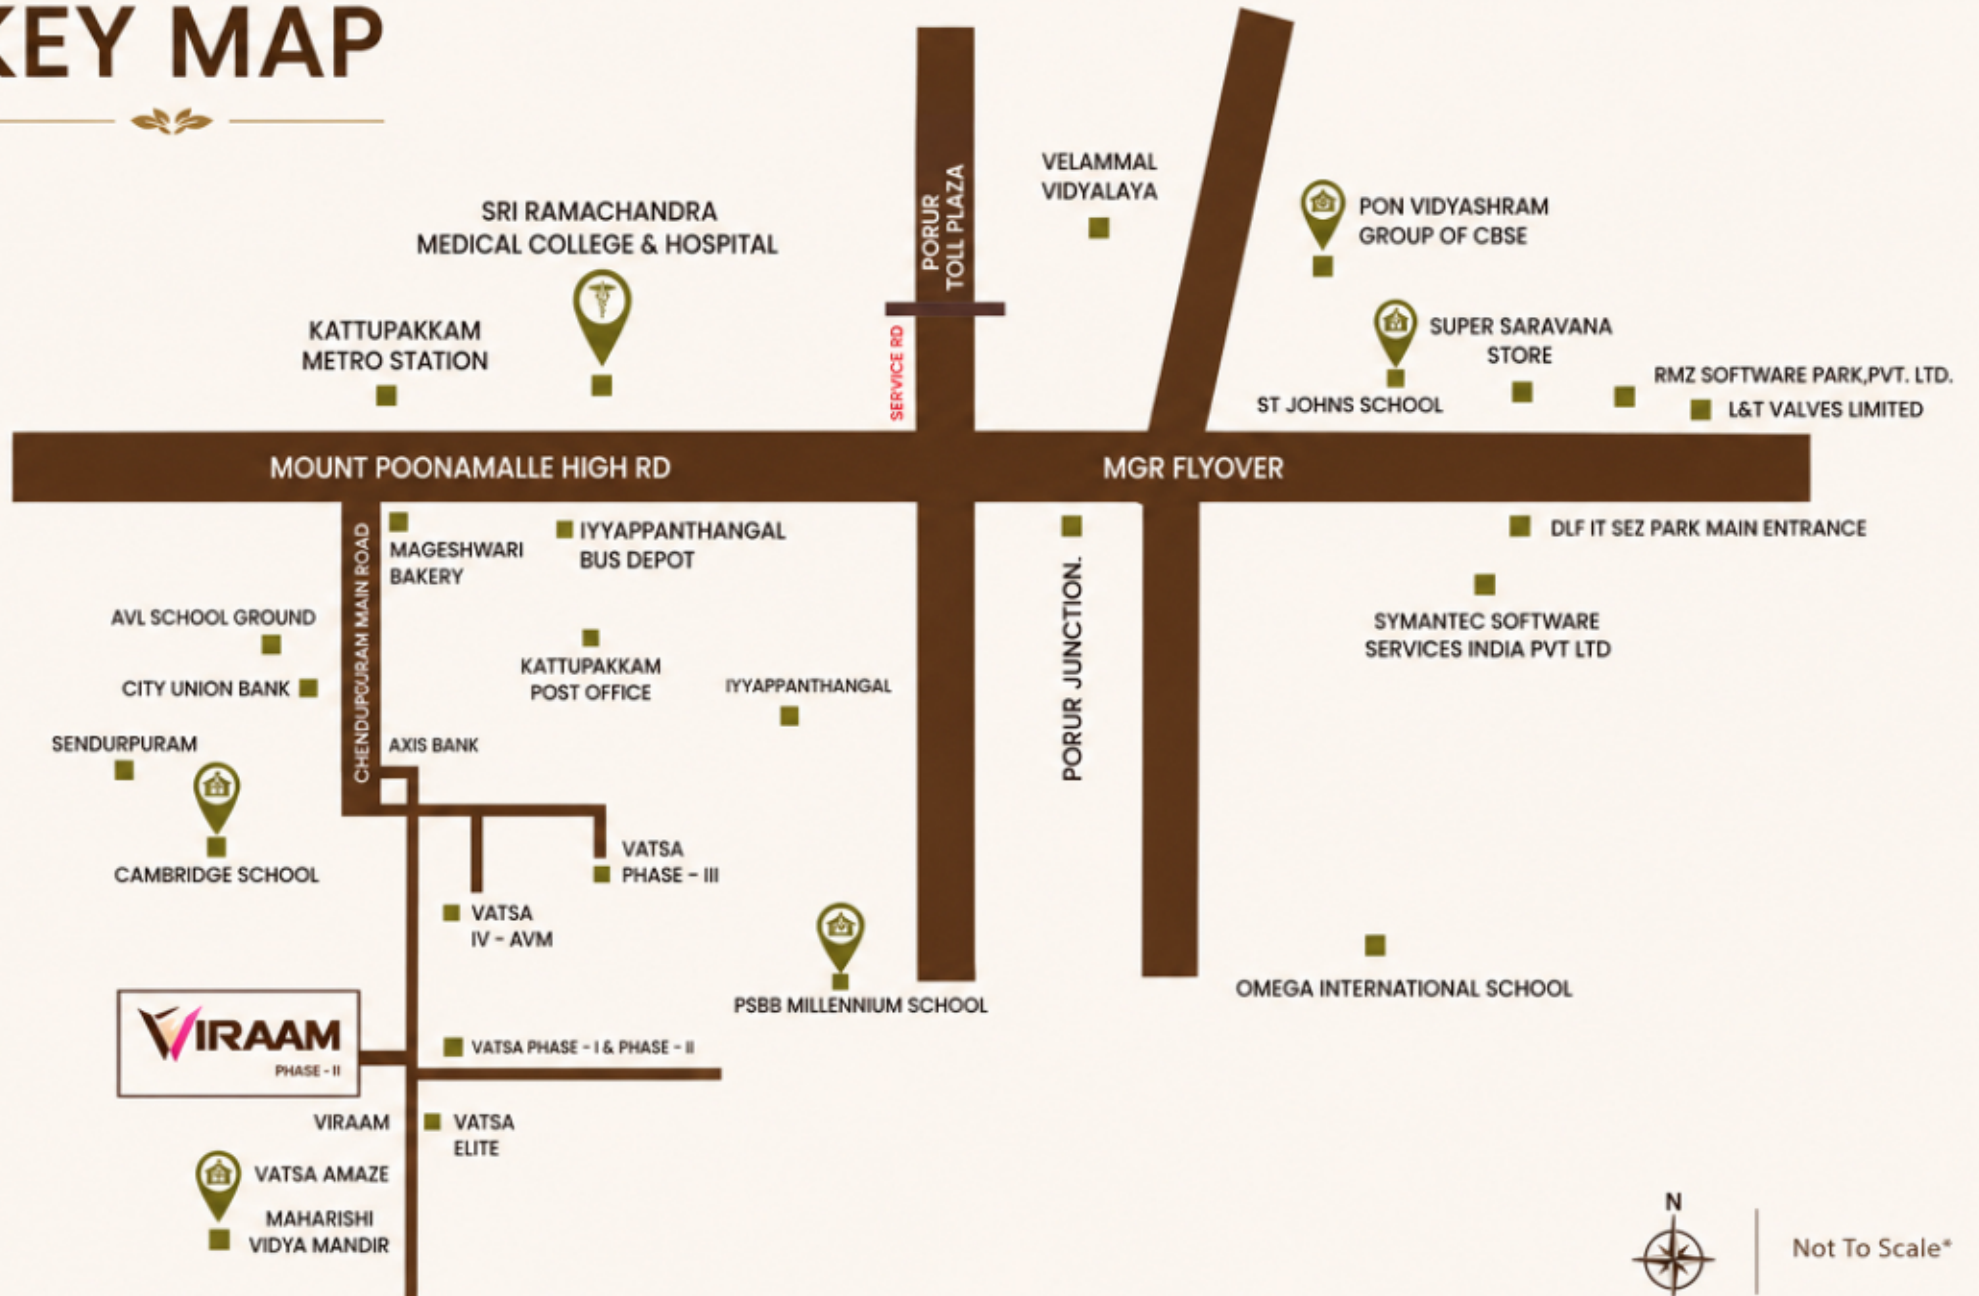 KEY MAP
SRI RAMACHANDRA
MEDICAL COLLEGE & HOSPITAL
KATTUPAKKAM
METRO STATION
PORUR
TOLL PLAZA
SERVICE RD
VELAMMAL
VIDYALAYA
PON VIDYASHRAM
GROUP OF CBSE
SUPER SARAVANA
STORE
ST JOHNS SCHOOL
RMZ SOFTWARE PARK,PVT. LTD.
L&T VALVES LIMITED
MOUNT POONAMALLE HIGH RD
MGR FLYOVER
CHENDUPOURAM MAIN ROAD
MAGESHWARI
BAKERY
IYYAPPANTHANGAL
BUS DEPOT
PORUR JUNCTION.
DLF IT SEZ PARK MAIN ENTRANCE
SYMANTEC SOFTWARE
SERVICES INDIA PVT LTD
AVL SCHOOL GROUND
CITY UNION BANK
KATTUPAKKAM
POST OFFICE
IYYAPPANTHANGAL
SENDURPURAM
AXIS BANK
CAMBRIDGE SCHOOL
VATSA
PHASE - III
VATSA
IV - AVM
PSBB MILLENNIUM SCHOOL
OMEGA INTERNATIONAL SCHOOL
VIRAAM
PHASE - II
VATSA PHASE - I & PHASE - II
VIRAAM
VATSA
ELITE
VATSA AMAZE
MAHARISHI
VIDYA MANDIR
N
Not To Scale*